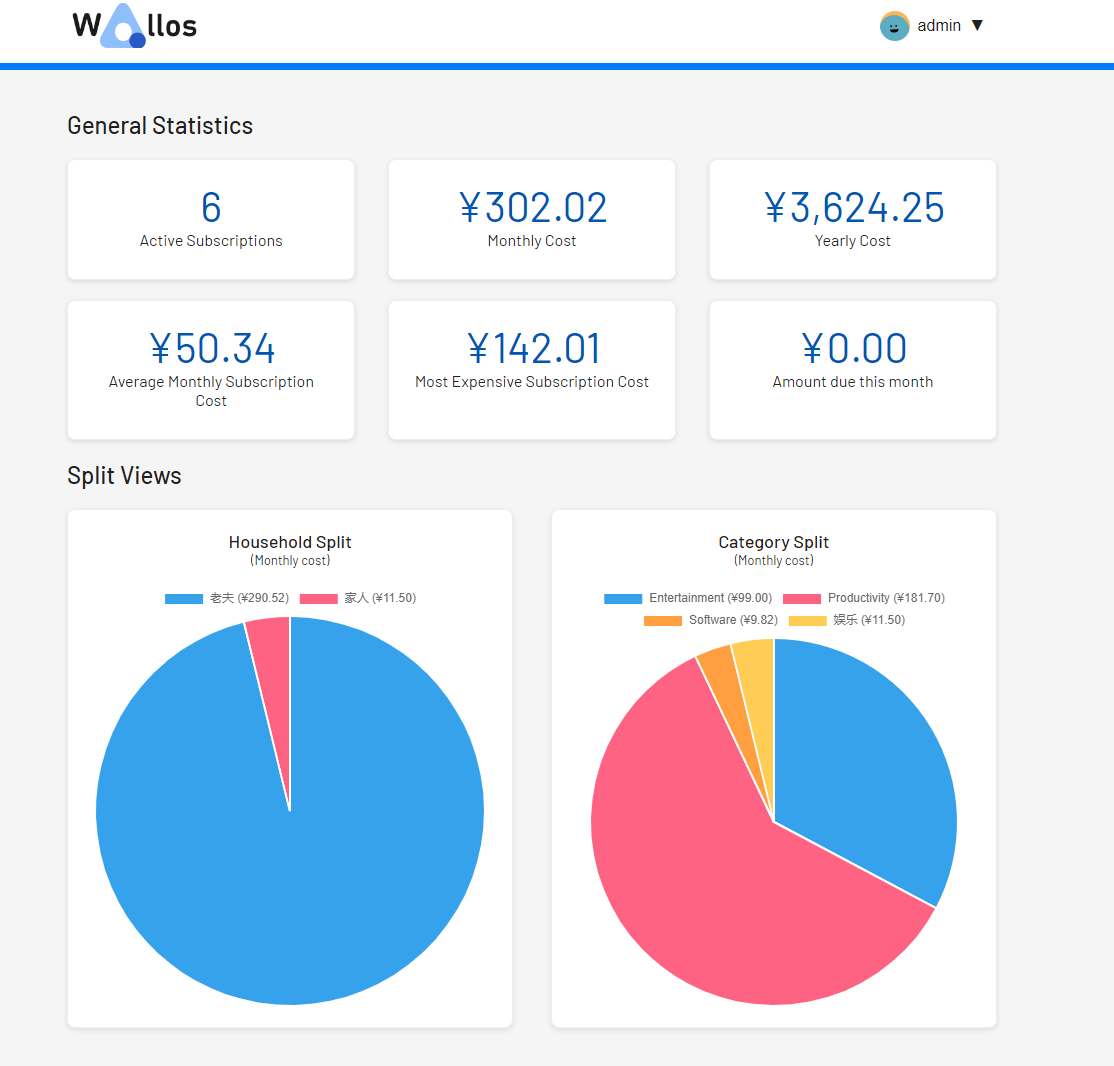 Wallos
admin ▼
General Statistics
6
Active Subscriptions
¥302.02
Monthly Cost
¥3,624.25
Yearly Cost
¥50.34
Average Monthly Subscription
Cost
¥142.01
Most Expensive Subscription Cost
¥0.00
Amount due this month
Split Views
Household Split
(Monthly cost)
老夫 (¥290.52) 家人 (¥11.50)
Category Split
(Monthly cost)
Entertainment (¥99.00) Productivity (¥181.70)
Software (¥9.82) 娱乐 (¥11.50)